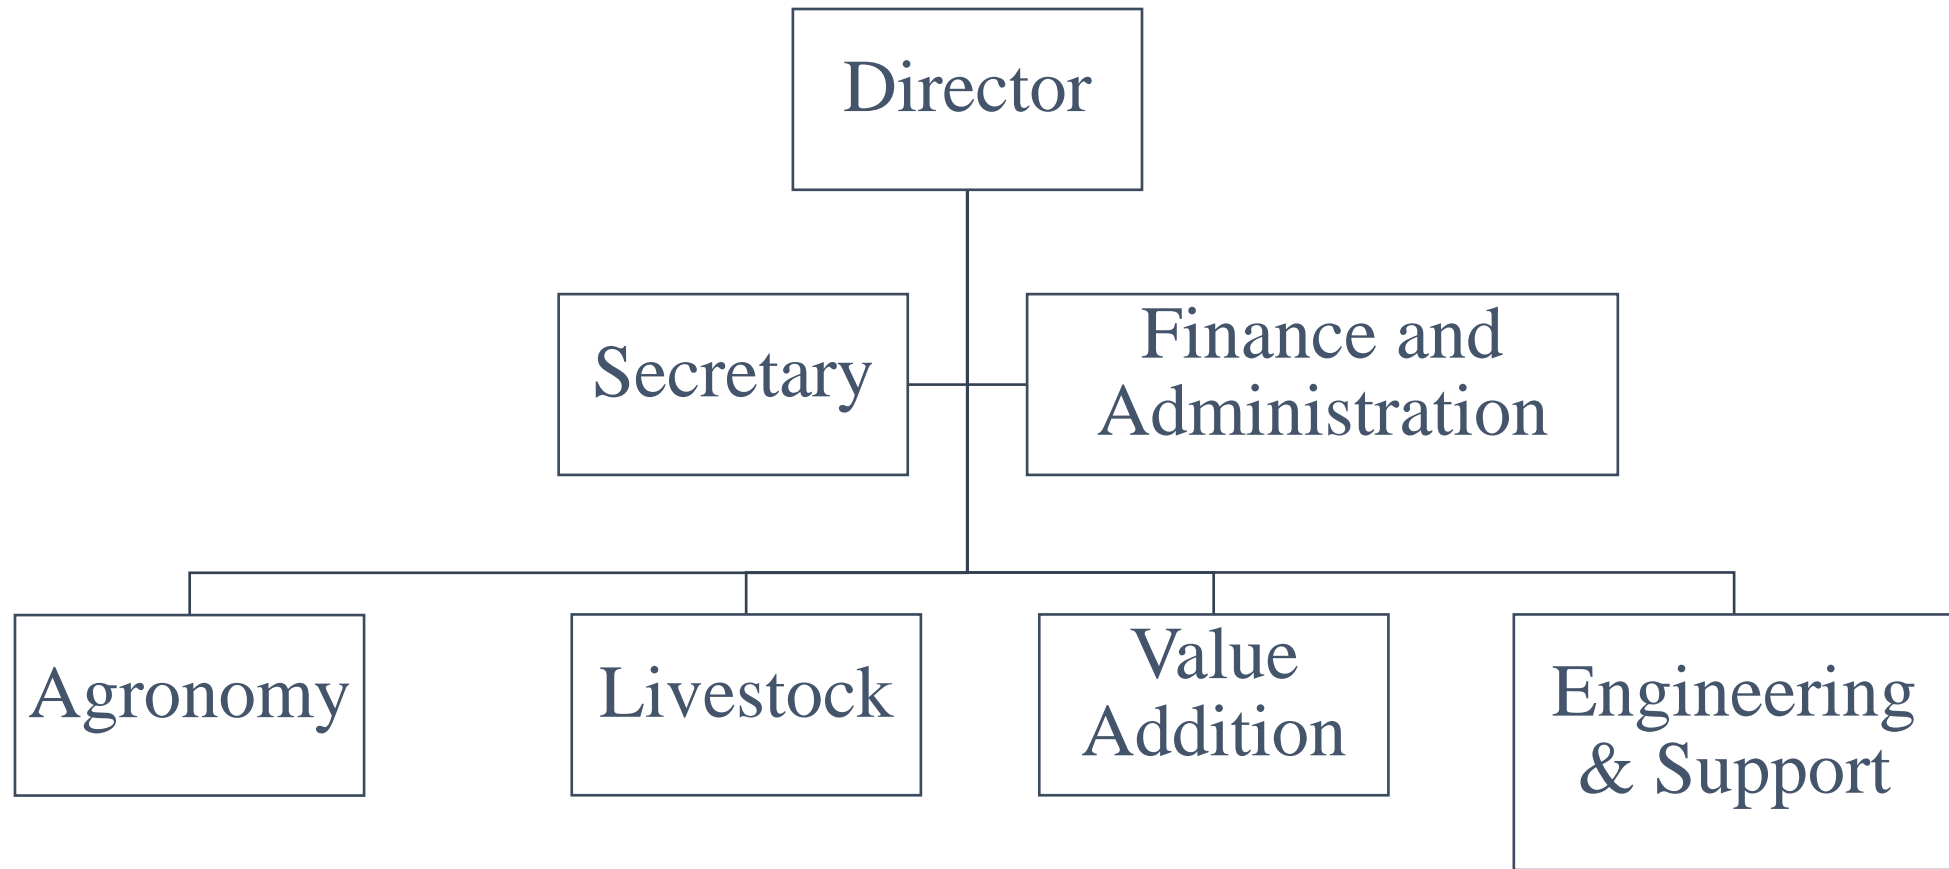 Director
Secretary
Finance and
Administration
Agronomy
Livestock
Value
Addition
Engineering
& Support